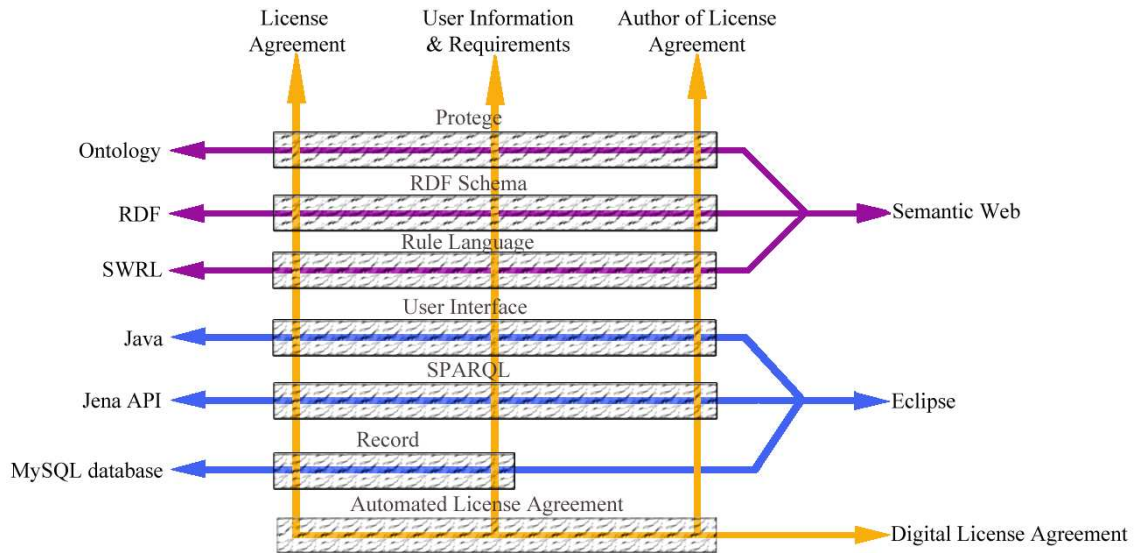 License
Agreement
User Information
& Requirements
Author of License
Agreement
Protege
Ontology
RDF Schema
RDF
Semantic Web
Rule Language
SWRL
User Interface
Java
SPARQL
Jena API
Eclipse
Record
MySQL database
Automated License Agreement
Digital License Agreement